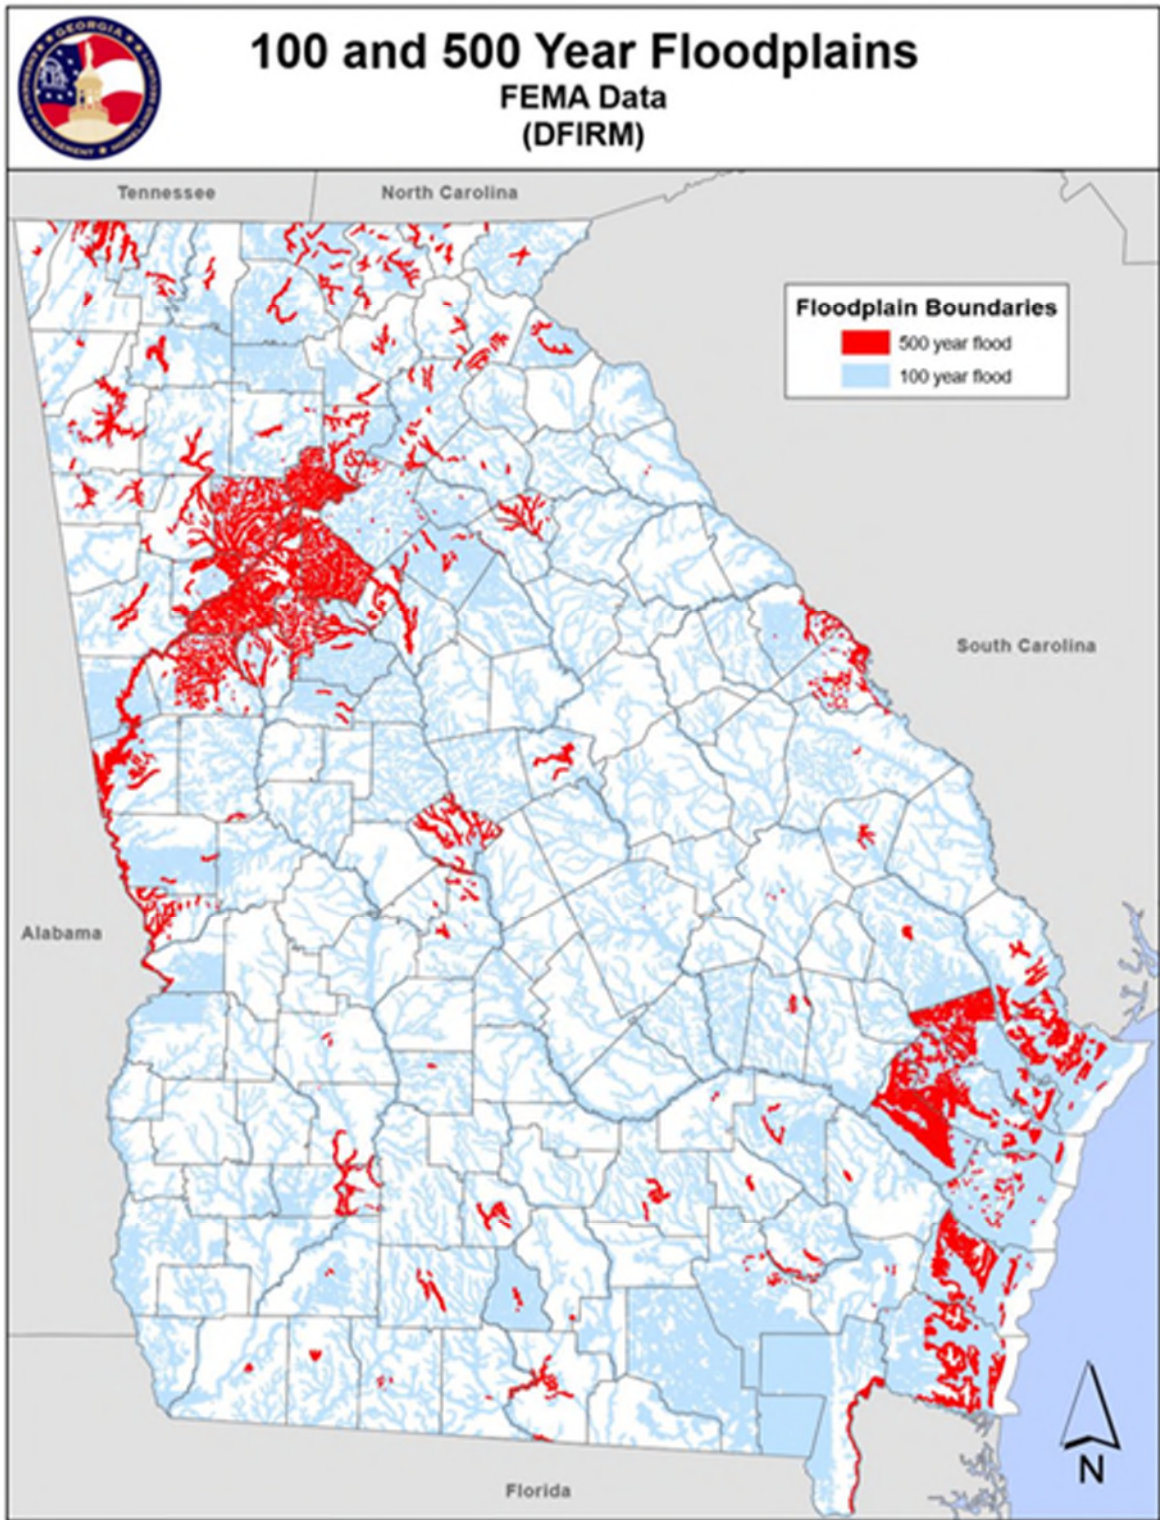 GEORGIA
100 and 500 Year Floodplains
FEMA Data
(DFIRM)
Tennessee
North Carolina
Floodplain Boundaries
500 year flood
100 year flood
South Carolina
Alabama
Florida
N